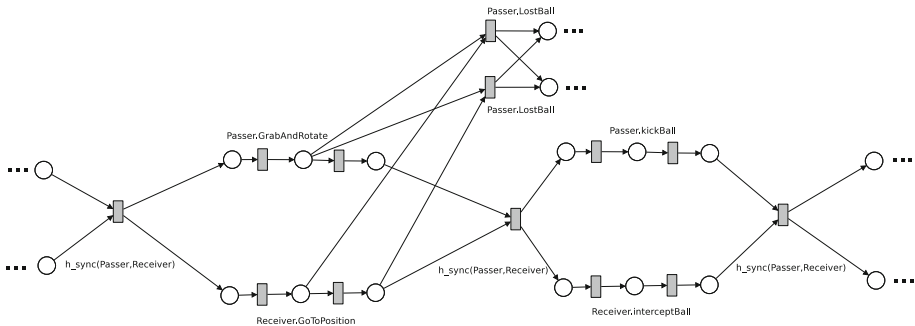 Passer.LostBall
Passer.LostBall
Passer.GrabAndRotate
Passer.kickBall
h_sync(Passer,Receiver)
h_sync(Passer,Receiver)
h_sync(Passer,Receiver)
Receiver.GoToPosition
Receiver.interceptBall